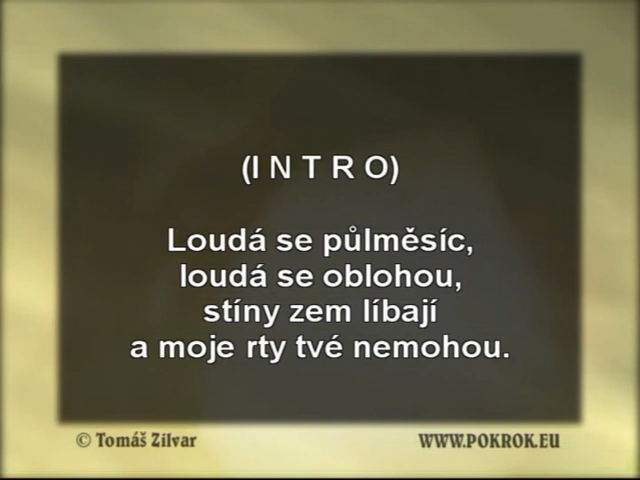 (I N T R O)
Loudá se půlměsíc,
loudá se oblohou,
stíny zem líbají
a moje rty tvé nemohou.
© Tomáš Zilvar
WWW.POKROK.EU